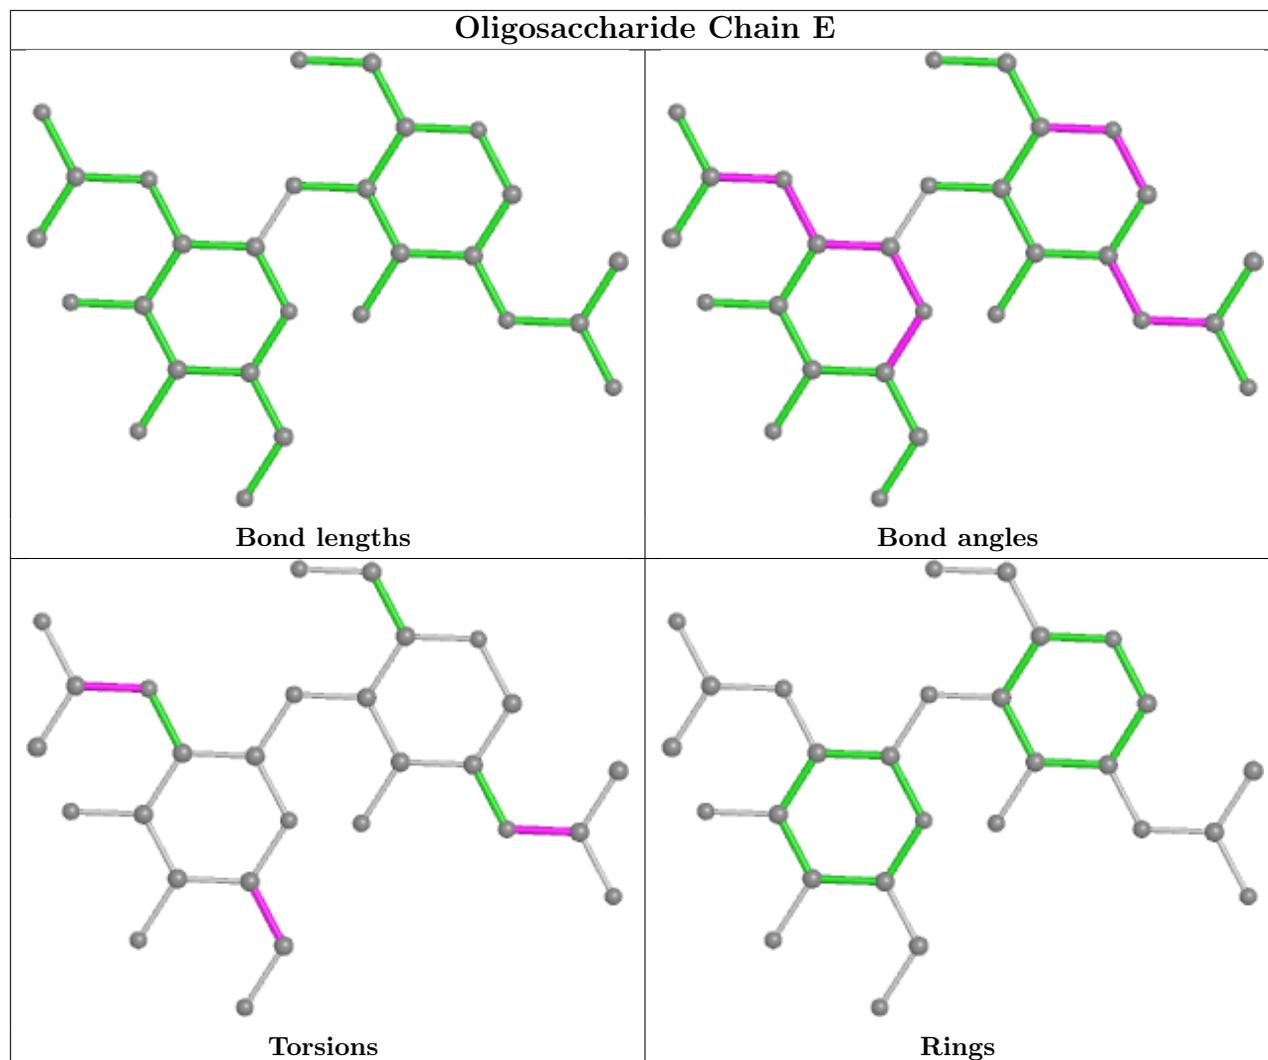 Oligosaccharide Chain E
Bond lengths
Bond angles
Torsions
Rings